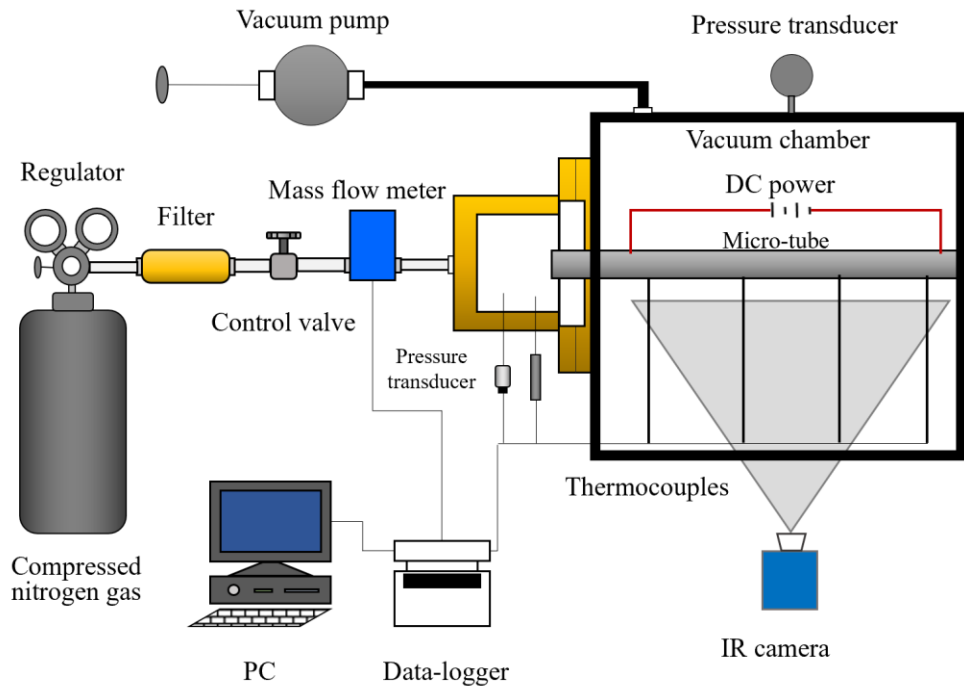 Vacuum pump
Pressure transducer
Vacuum chamber
Regulator
Mass flow meter
DC power
Filter
Micro-tube
Control valve
Pressure
transducer
Thermocouples
Compressed
nitrogen gas
PC
Data-logger
IR camera